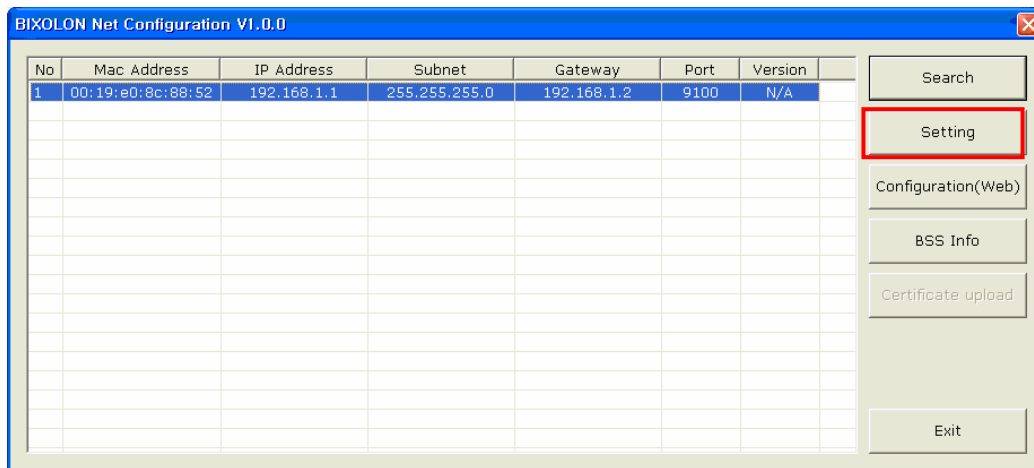 BIXOLON Net Configuration V1.0.0
No Mac Address IP Address Subnet Gateway Port Version
1 00:19:e0:8c:88:52 192.168.1.1 255.255.255.0 192.168.1.2 9100 N/A
Search
Setting
Configuration(Web)
BSS Info
Certificate upload
Exit